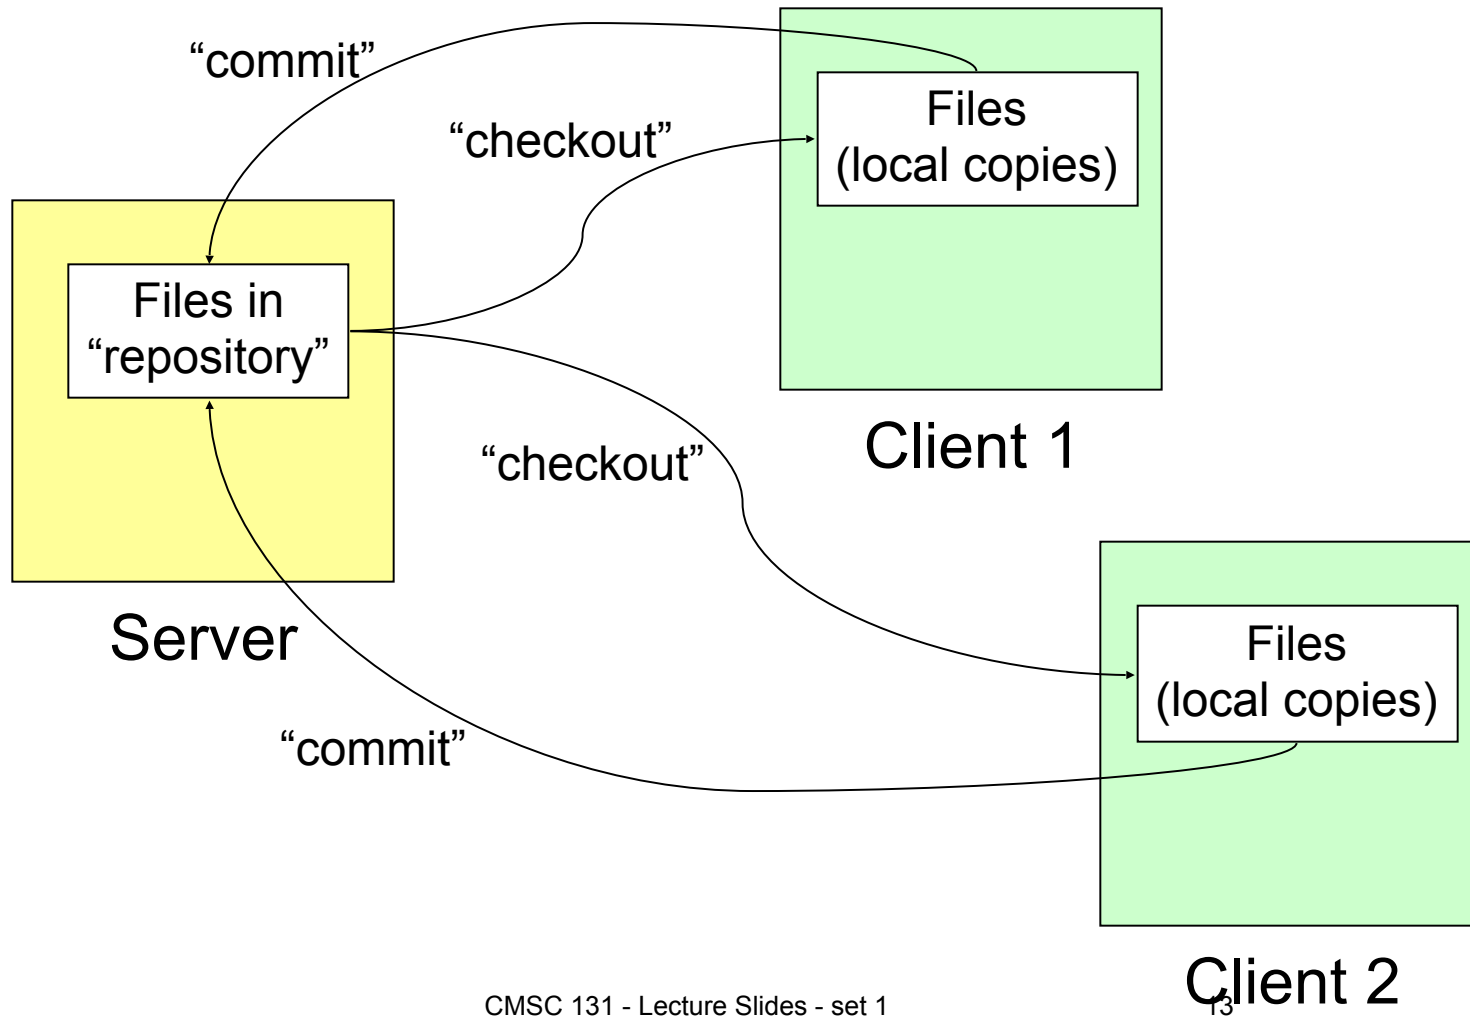 “commit”
“checkout”
Files
(local copies)
Files in
“repository”
Client 1
“checkout”
Server
Files
(local copies)
“commit”
Client 2
CMSC 131 - Lecture Slides - set 1
13